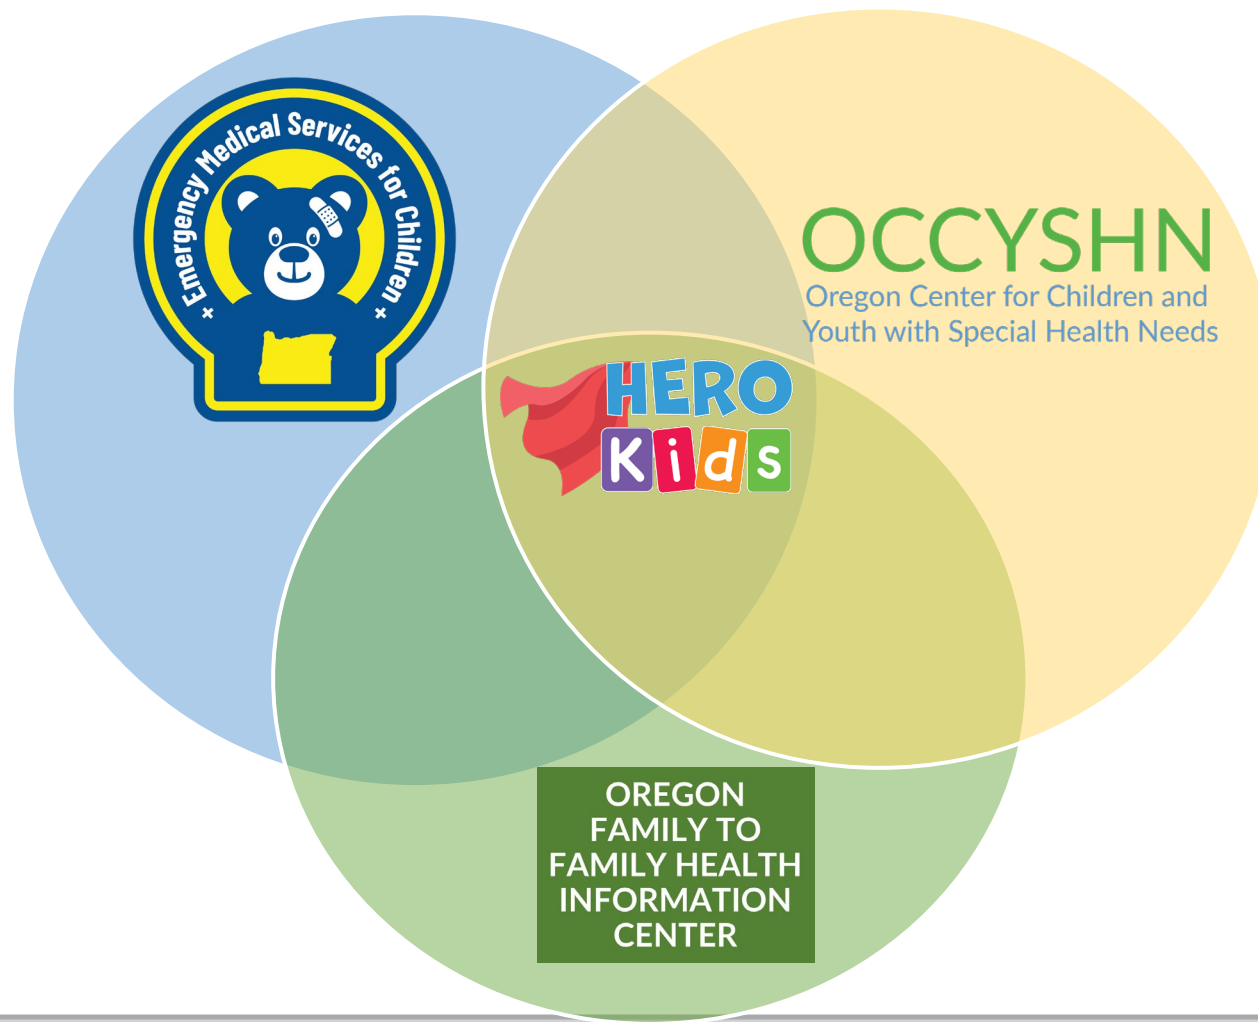 + Emergency Medical Services for Children +
OCCYSHN
Oregon Center for Children and
Youth with Special Health Needs
HERO
Kids
OREGON
FAMILY TO
FAMILY HEALTH
INFORMATION
CENTER